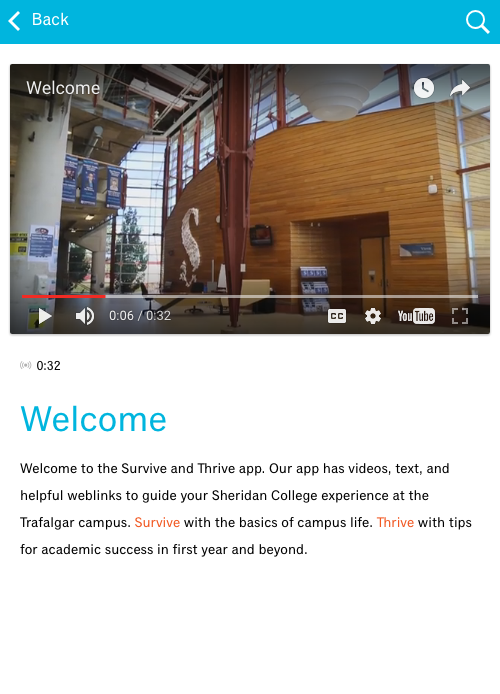 Back
Welcome
0:06 / 0:32
CC
YouTube
0:32
Welcome
Welcome to the Survive and Thrive app. Our app has videos, text, and
helpful weblinks to guide your Sheridan College experience at the
Trafalgar campus. Survive with the basics of campus life. Thrive with tips
for academic success in first year and beyond.